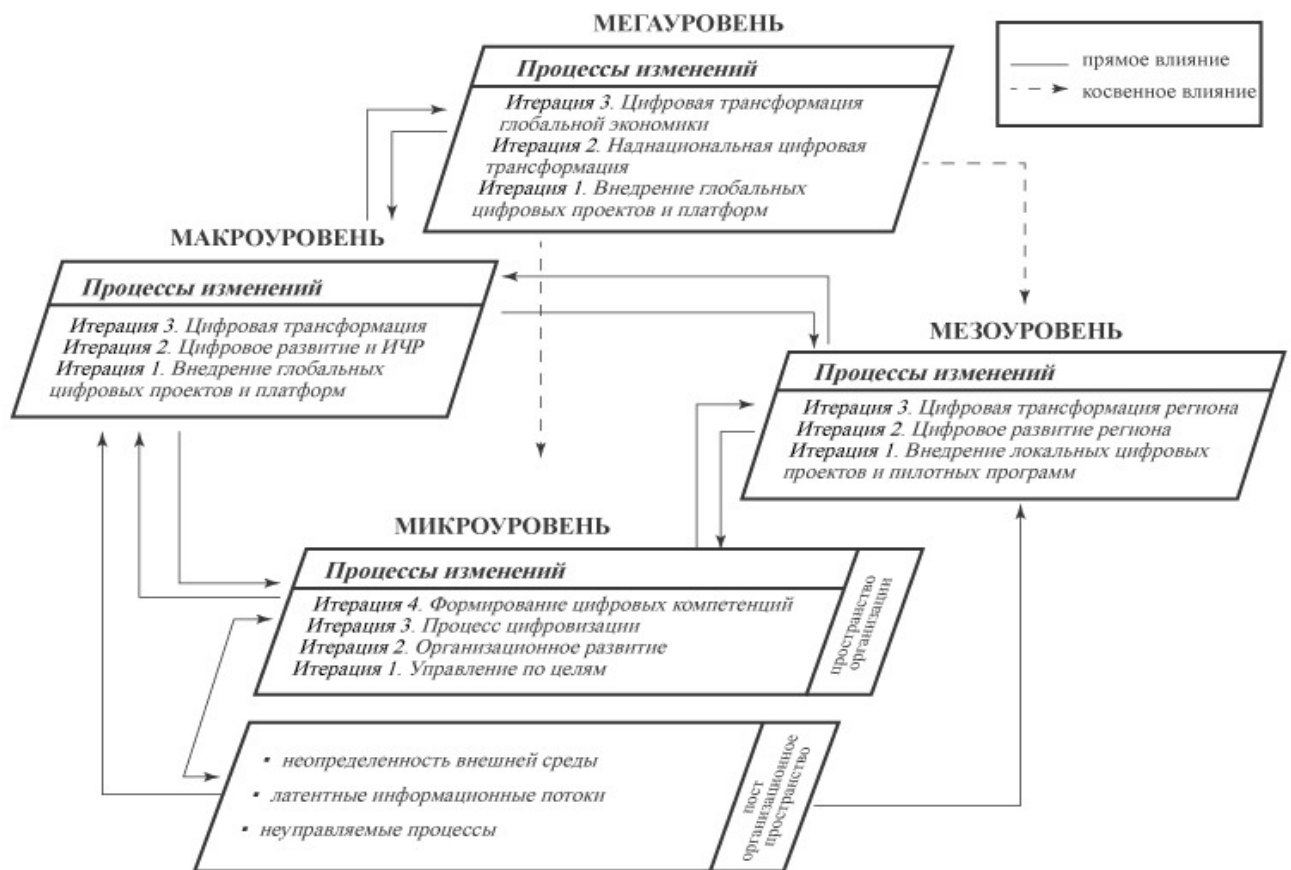 МЕГАУРОВЕНЬ
Процессы изменений
Итерация 3. Цифровая трансформация
глобальной экономики
Итерация 2. Наднациональная цифровая
трансформация
Итерация 1. Внедрение глобальных
цифровых проектов и платформ
прямое влияние
косвенное влияние
МАКРОУРОВЕНЬ
Процессы изменений
Итерация 3. Цифровая трансформация
Итерация 2. Цифровое развитие и ИЧР
Итерация 1. Внедрение глобальных
цифровых проектов и платформ
МЕЗОУРОВЕНЬ
Процессы изменений
Итерация 3. Цифровая трансформация региона
Итерация 2. Цифровое развитие региона
Итерация 1. Внедрение локальных цифровых
проектов и пилотных программ
МИКРОУРОВЕНЬ
Процессы изменений
Итерация 4. Формирование цифровых компетенций
Итерация 3. Процесс цифровизации
Итерация 2. Организационное развитие
Итерация 1. Управление по целям
пространство
организации
▪ неопределенность внешней среды
▪ латентные информационные потоки
▪ неуправляемые процессы
пост
организационное
пространство